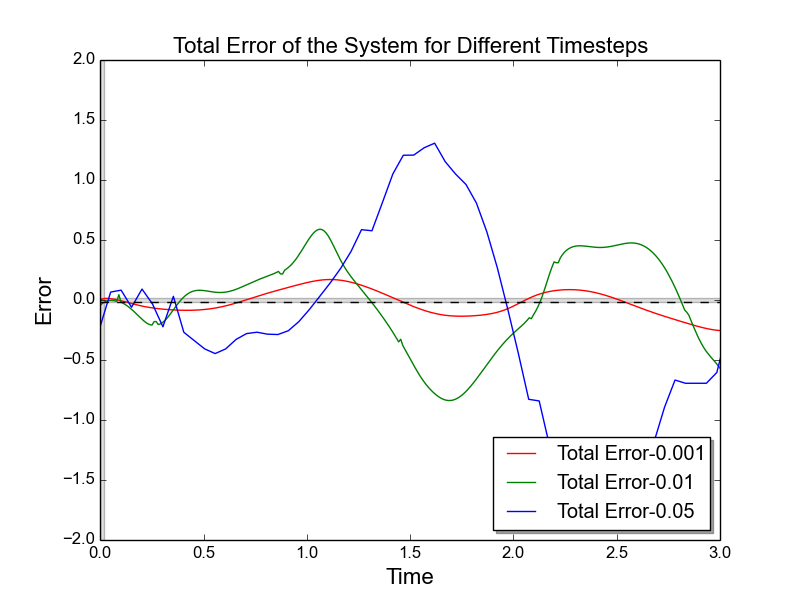 Total Error of the System for Different Timesteps
2.0
1.5
1.0
0.5
0.0
−0.5
−1.0
−1.5
−2.0
Error
Total Error-0.001
Total Error-0.01
Total Error-0.05
0.0 0.5 1.0 1.5 2.0 2.5 3.0
Time